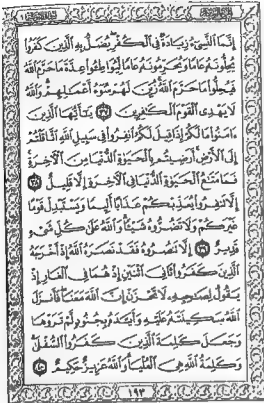 إِنَّمَا النَّسِيءُ زِيَادَةٌ فِي الْكُفْرِ يُضَلُّ بِهِ الَّذِينَ كَفَرُوا
يُحِلُّونَهُ عَامًا وَيُحَرِّمُونَهُ عَامًا لِيُوَاطِئُوا عِدَّةَ مَا حَرَّمَ اللَّهُ
فَيُحِلُّوا مَا حَرَّمَ اللَّهُ زُيِّنَ لَهُمْ سُوءُ أَعْمَالِهِمْ وَاللَّهُ
لَا يَهْدِي الْقَوْمَ الْكَافِرِينَ ٣٧ يَا أَيُّهَا الَّذِينَ
آمَنُوا مَا لَكُمْ إِذَا قِيلَ لَكُمُ انْفِرُوا فِي سَبِيلِ اللَّهِ اثَّاقَلْتُمْ
إِلَى الْأَرْضِ أَرَضِيتُمْ بِالْحَيَاةِ الدُّنْيَا مِنَ الْآخِرَةِ
فَمَا مَتَاعُ الْحَيَاةِ الدُّنْيَا فِي الْآخِرَةِ إِلَّا قَلِيلٌ ٣٨
إِلَّا تَنْفِرُوا يُعَذِّبْكُمْ عَذَابًا أَلِيمًا وَيَسْتَبْدِلْ قَوْمًا
غَيْرَكُمْ وَلَا تَضُرُّوهُ شَيْئًا وَاللَّهُ عَلَى كُلِّ شَيْءٍ
قَدِيرٌ ٣٩ إِلَّا تَنْصُرُوهُ فَقَدْ نَصَرَهُ اللَّهُ إِذْ أَخْرَجَهُ
الَّذِينَ كَفَرُوا ثَانِيَ اثْنَيْنِ إِذْ هُمَا فِي الْغَارِ إِذْ
يَقُولُ لِصَاحِبِهِ لَا تَحْزَنْ إِنَّ اللَّهَ مَعَنَا فَأَنْزَلَ
اللَّهُ سَكِينَتَهُ عَلَيْهِ وَأَيَّدَهُ بِجُنُودٍ لَمْ تَرَوْهَا
وَجَعَلَ كَلِمَةَ الَّذِينَ كَفَرُوا السُّفْلَى
وَكَلِمَةُ اللَّهِ هِيَ الْعُلْيَا وَاللَّهُ عَزِيزٌ حَكِيمٌ ٤٠
١٩٣